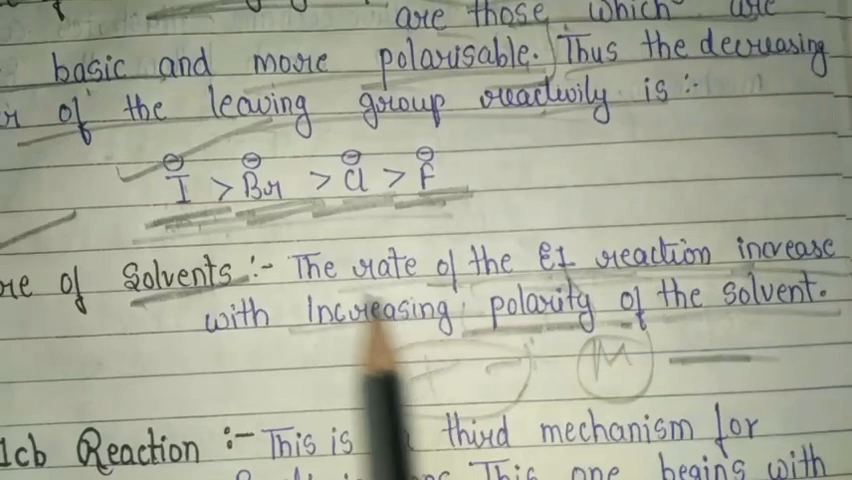 are those which are
basic and more polarisable. Thus the decreasing
of the leaving group reactivily is :-
I⊖ > Br⊖ > Cl⊖ > F⊖
re of Solvents :- The rate of the E1 reaction increase
with Increasing polarity of the solvent.
+ - M
1cb Reaction :- This is third mechanism for
This one begins with